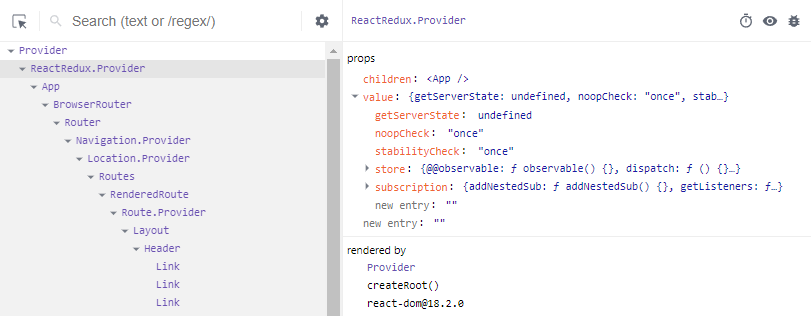 Search (text or /regex/)
Provider
ReactRedux.Provider
App
BrowserRouter
Router
Navigation.Provider
Location.Provider
Routes
RenderedRoute
Route.Provider
Layout
Header
Link
Link
Link
ReactRedux.Provider
props
children: <App />
value: {getServerState: undefined, noopCheck: "once", stab…}
getServerState: undefined
noopCheck: "once"
stabilityCheck: "once"
store: {@@observable: ƒ observable() {}, dispatch: ƒ () {}…}
subscription: {addNestedSub: ƒ addNestedSub() {}, getListeners: ƒ…}
new entry: ""
new entry: ""
rendered by
Provider
createRoot()
react-dom@18.2.0